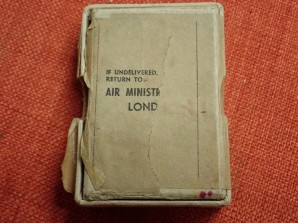 IF UNDELIVERED,
RETURN TO:-
AIR MINISTR
LOND